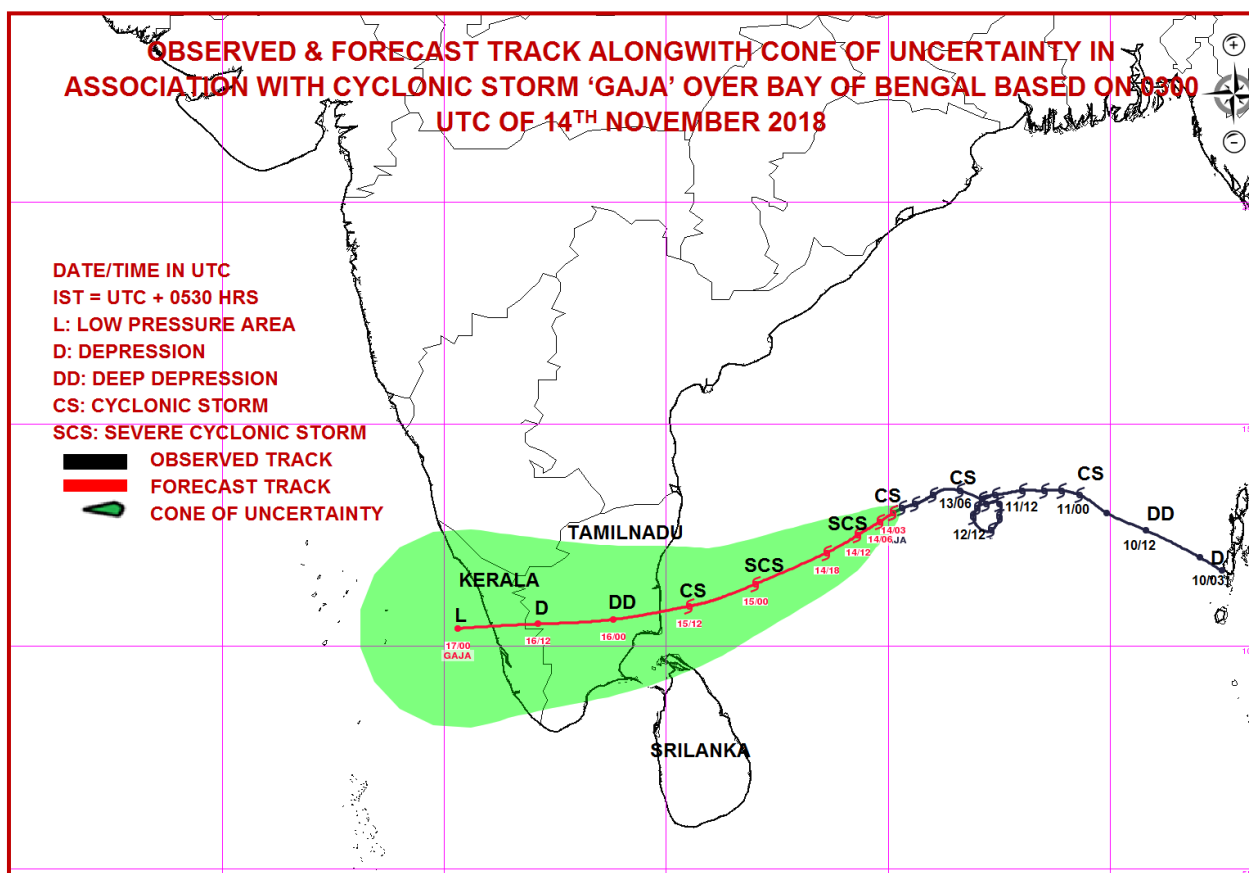 OBSERVED & FORECAST TRACK ALONGWITH CONE OF UNCERTAINTY IN
ASSOCIATION WITH CYCLONIC STORM 'GAJA' OVER BAY OF BENGAL BASED ON 0300
UTC OF 14TH NOVEMBER 2018
DATE/TIME IN UTC
IST = UTC + 0530 HRS
L: LOW PRESSURE AREA
D: DEPRESSION
DD: DEEP DEPRESSION
CS: CYCLONIC STORM
SCS: SEVERE CYCLONIC STORM
OBSERVED TRACK
FORECAST TRACK
CONE OF UNCERTAINTY
CS
CS
CS
13/06
11/12
11/00
12/12
DD
10/12
D
10/03
14/03
14/06
SCS
14/12
14/18
SCS
15/00
CS
15/12
TAMILNADU
KERALA
DD
16/00
D
16/12
L
17/00
GAJA
SRILANKA